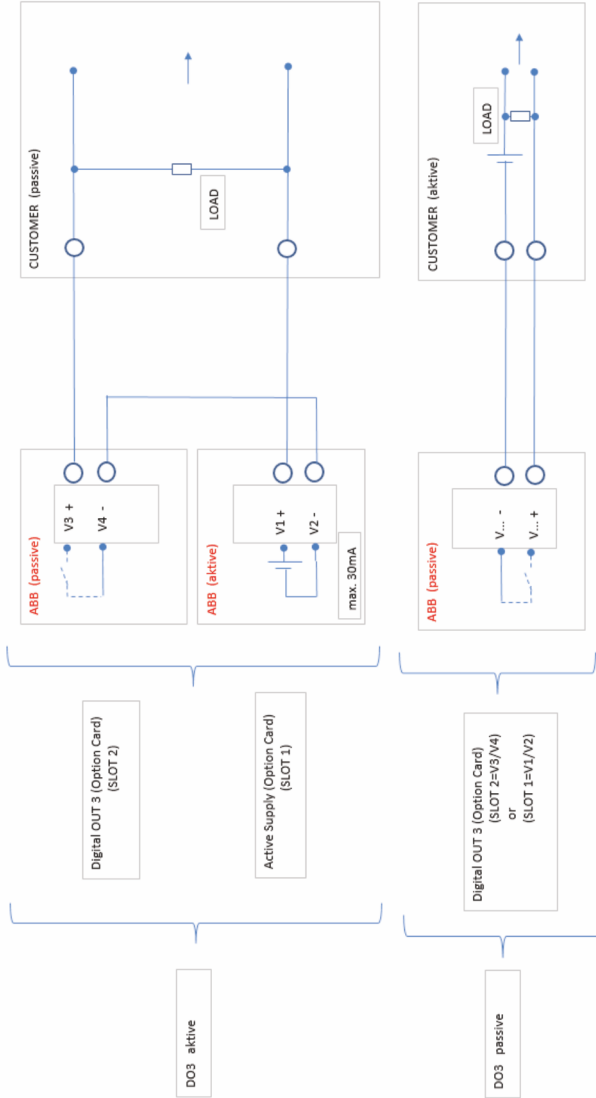 DO3 aktive
Digital OUT 3 (Option Card)
(SLOT 2)
ABB (passive)
V3 +
V4 -
CUSTOMER (passive)
LOAD
Active Supply (Option Card)
(SLOT 1)
ABB (aktive)
V1 +
V2 -
max. 30mA
DO3 passive
Digital OUT 3 (Option Card)
(SLOT 2=V3/V4)
or
(SLOT 1=V1/V2)
ABB (passive)
V... -
V... +
CUSTOMER (aktive)
LOAD